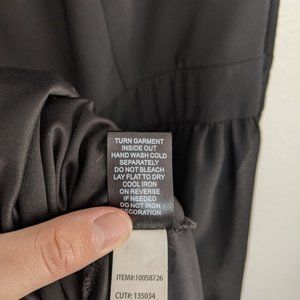 TURN GARMENT
INSIDE OUT
HAND WASH COLD
SEPARATELY
DO NOT BLEACH
LAY FLAT TO DRY
COOL IRON
ON REVERSE
IF NEEDED
DO NOT IRON
DECORATION
ITEM#:10058726
CUT#: 135034